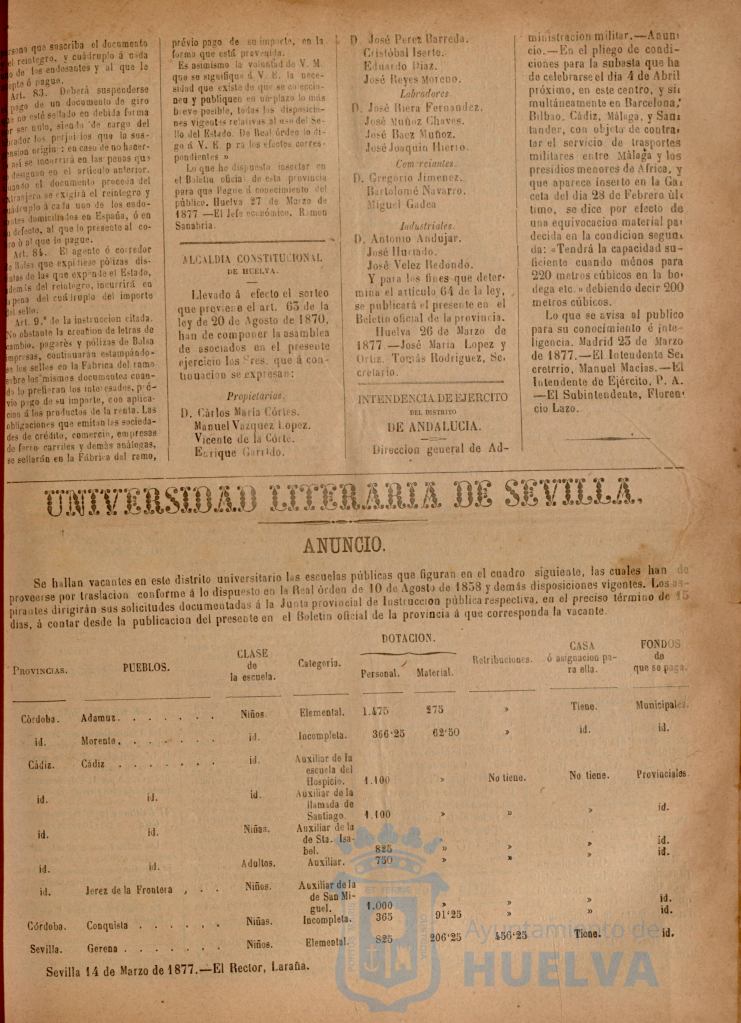 que suscriba el documento
reintegro, y cuádruplo á cada
de los endosantes y al que le
ó pague.
Art. 83. Deberá suspenderse
pago de un documento de giro
no esté sellado en debida forma
ser nulo, siendo de cargo del
los perjuicios que la sus-
origin : en caso de no hacer-
así se incurrirá en las penas que
designan en el artículo anterior.
el documento proceda del
se exigirá el reintegro y
á cada uno de los endo-
domiciliados en España, ó en
defecto, al que lo presente al co-
ó al que lo pague.
Art. 84. El agente ó corredor
de Bolsa que expidiese pólizas dis-
de las que expende el Estado,
además del reintegro, incurrirá en
pena del cuádruplo del importe
del sello.
Art. 9.° de la instruccion citada.
No obstante la creacion de letras de
cambio, pagarés y pólizas de Bolsa
impresas, continuarán estampándo-
se los sellos en la Fábrica del ramo
sobre los mismos documentos cuan-
do lo prefieran los interesados, pré-
vio pago de su importe, con aplica-
cion á los productos de la renta. Las
obligaciones que emitan las socieda-
des de crédito, comercio, empresas
de ferro-carriles y demás análogas,
se sellarán en la Fábrica del ramo,
prévio pago de su importe, en la
forma que está prevenida.
Es asimismo la voluntad de V. M.
que su signifique á V. E. la nece-
sidad que existe de que se coleccio-
nen y publiquen en un plazo lo más
breve posible, todas las disposicio-
nes vigentes relativas al uso del Se-
llo del Estado. De Real órden lo di-
go á V. E. para los efectos corres-
pondientes »
Lo que he dispuesto insertar en
el Boletin oficial de esta provincia
para que llegue á conocimiento del
público. Huelva 27 de Marzo de
1877 —El Jefe económico, Ramon
Sanabria.
ALCALDIA CONSTITUCIONAL
DE HUELVA.
Llevado á efecto el sorteo
que previene el art. 63 de la
ley de 20 de Agosto de 1870,
han de componer la asamblea
de asociados en el presente
ejercicio los Sres. que á con-
tinuacion se expresan:
Propietarios.
D. Cárlos María Córtes.
Manuel Vazquez Lopez.
Vicente de la Córte.
Enrique Garrido.
D. José Perez Barreda.
Cristóbal Iserte.
Eduardo Diaz.
José Reyes Moreno.
Labradores.
D. José Riera Fernandez.
José Muñoz Chaves.
José Baez Muñoz.
José Joaquin Hierro.
Comerciantes.
D. Gregorio Jimenez.
Bartolomé Navarro.
Miguel Gadea
Industriales.
D. Antonio Andujar.
José Hurtado.
José Velez Redondo.
Y para los fines que deter-
mina el artículo 64 de la ley,
se publicará el presente en el
Boletin oficial de la provincia.
Huelva 26 de Marzo de
1877 —José María Lopez y
Ortiz. Tomás Rodriguez, Se-
cretario.
INTENDENCIA DE EJERCITO
DEL DISTRITO
DE ANDALUCIA.
Direccion general de Ad-
ministracion militar.—Anun-
cio.—En el pliego de condi-
ciones para la subasta que ha
de celebrarse el dia 4 de Abril
próximo, en este centro, y si-
multáneamente en Barcelona,
Bilbao, Cádiz, Málaga, y San-
tander, con objeto de contra-
tar el servicio de trasportes
militares entre Málaga y los
presidios menores de Africa, y
que aparece inserto en la Ga-
ceta del dia 28 de Febrero úl-
timo, se dice por efecto de
una equivocacion material pa-
decida en la condicion segun-
da: «Tendrá la capacidad su-
ficiente cuando ménos para
220 metros cúbicos en la bo-
dega etc.» debiendo decir 200
metros cúbicos.
Lo que se avisa al público
para su conocimiento é inte-
ligencia. Madrid 23 de Marzo
de 1877.—El Intendente Se-
cretrrio, Manuel Macias.—El
Intendente de Ejército, P. A.
—El Subintendente, Floren-
cio Lazo.
UNIVERSIDAD LITERARIA DE SEVILLA.
ANUNCIO.
Se hallan vacantes en este distrito universitario las escuelas públicas que figuran en el cuadro siguiente, las cuales han de
proveerse por traslacion conforme á lo dispuesto en la Real órden de 10 de Agosto de 1858 y demás disposiciones vigentes. Los as-
pirantes dirigirán sus solicitudes documentadas á la Junta provincial de Instruccion pública respectiva, en el preciso término de 15
dias, á contar desde la publicacion del presente en el Boletin oficial de la provincia á que corresponda la vacante.
PROVINCIAS. PUEBLOS. CLASE de la escuela. Categoría. DOTACION. Personal. Material. Retribuciones. CASA ó asignacion para ella. FONDOS de que se paga.
Córdoba. Adamuz. . . . . . . Niños. Elemental. 1.475 275 » Tiene. Municipales.
id. Morente. . . . . . . id. Incompleta. 366'25 62'50 » id. id.
Cádiz. Cádiz . . . . . . . id. Auxiliar de la
escuela del
Hospicio. 1.100 » No tiene. No tiene. Provinciales
id. id. id. Auxiliar de la
llamada de
Santiago. 1.100 » » » id.
id. id. Niñas. Auxiliar de la
de Sta. Isa-
bel. 825 » » » id.
id. id. Adultos. Auxiliar. 750 » » » id.
id. Jerez de la Frontera , . . Niños. Auxiliar de la
de San Mi-
guel. 1.000 » » » id.
Córdoba. Conquista . . . . . . Niñas. Incompleta. 365 91'25 » » id.
Sevilla. Gerena . . . . . . Niños. Elemental. 825 206'25 456'25 Tiene. id.
Sevilla 14 de Marzo de 1877.—El Rector, Laraña.
Ayuntamiento de
HUELVA